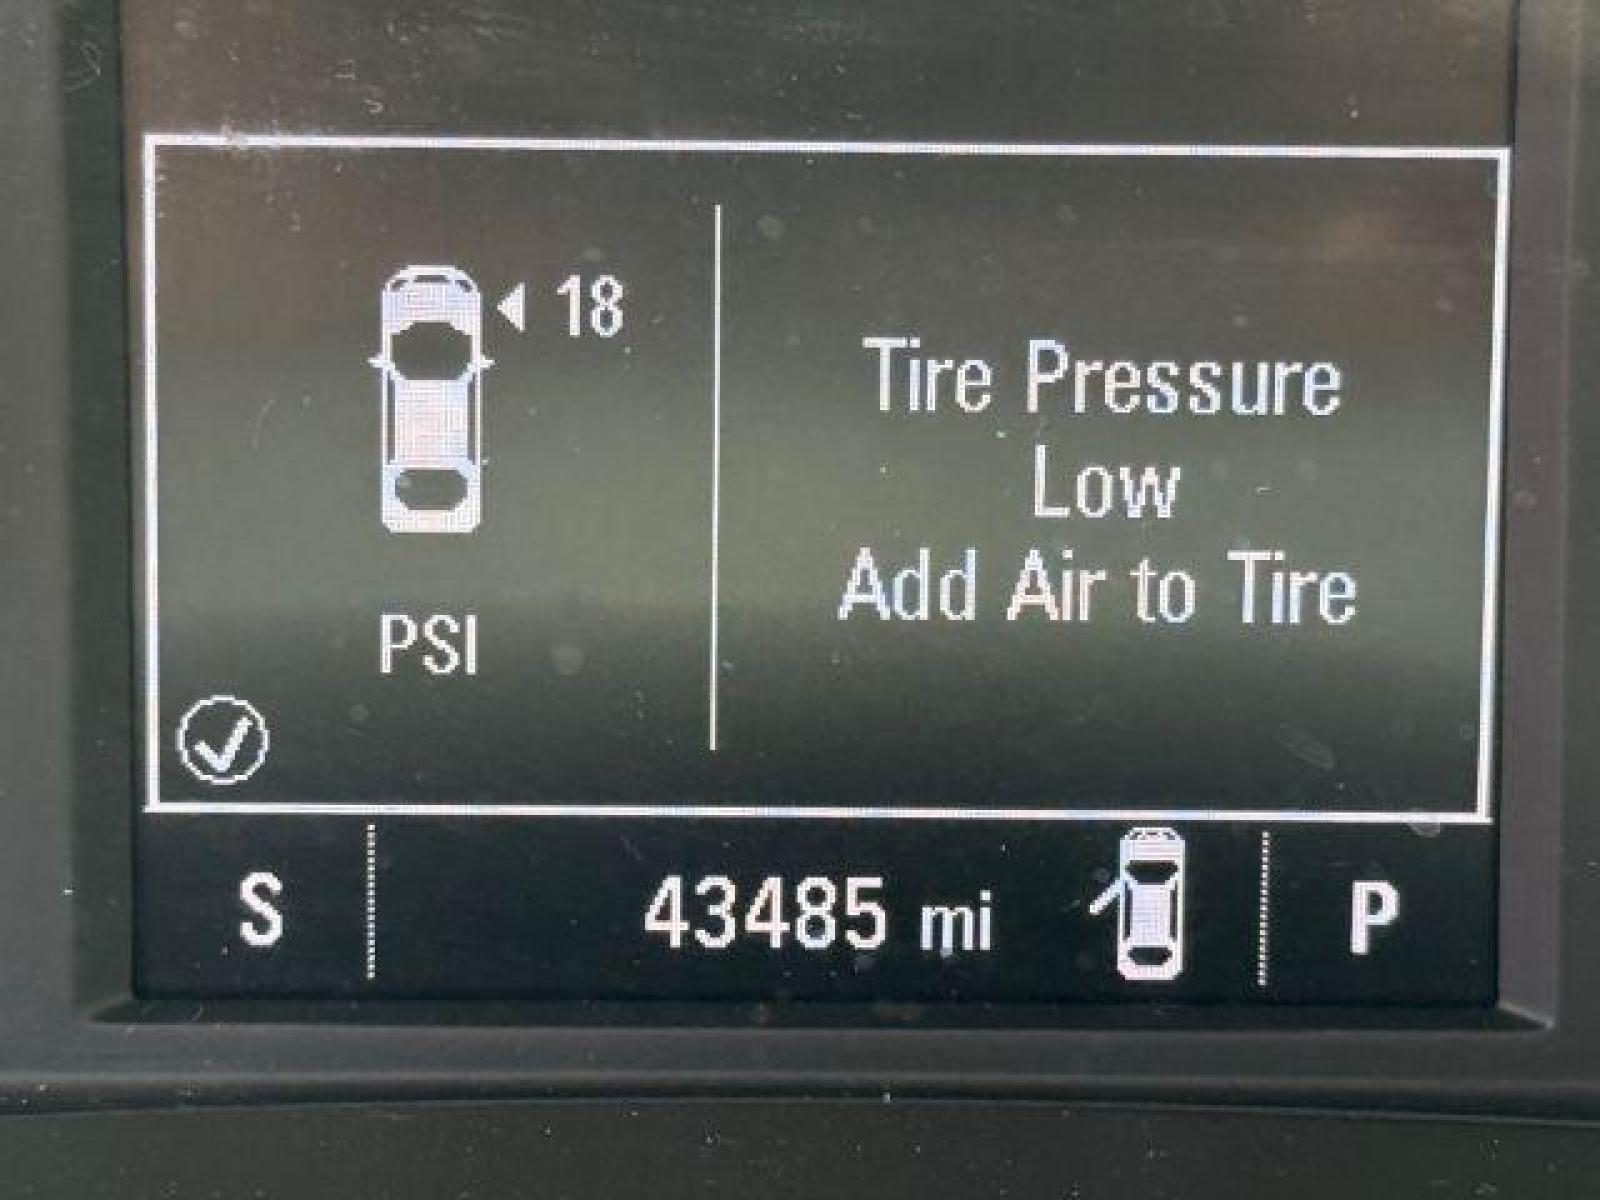 18
PSI
Tire Pressure
Low
Add Air to Tire
S
43485 mi
P